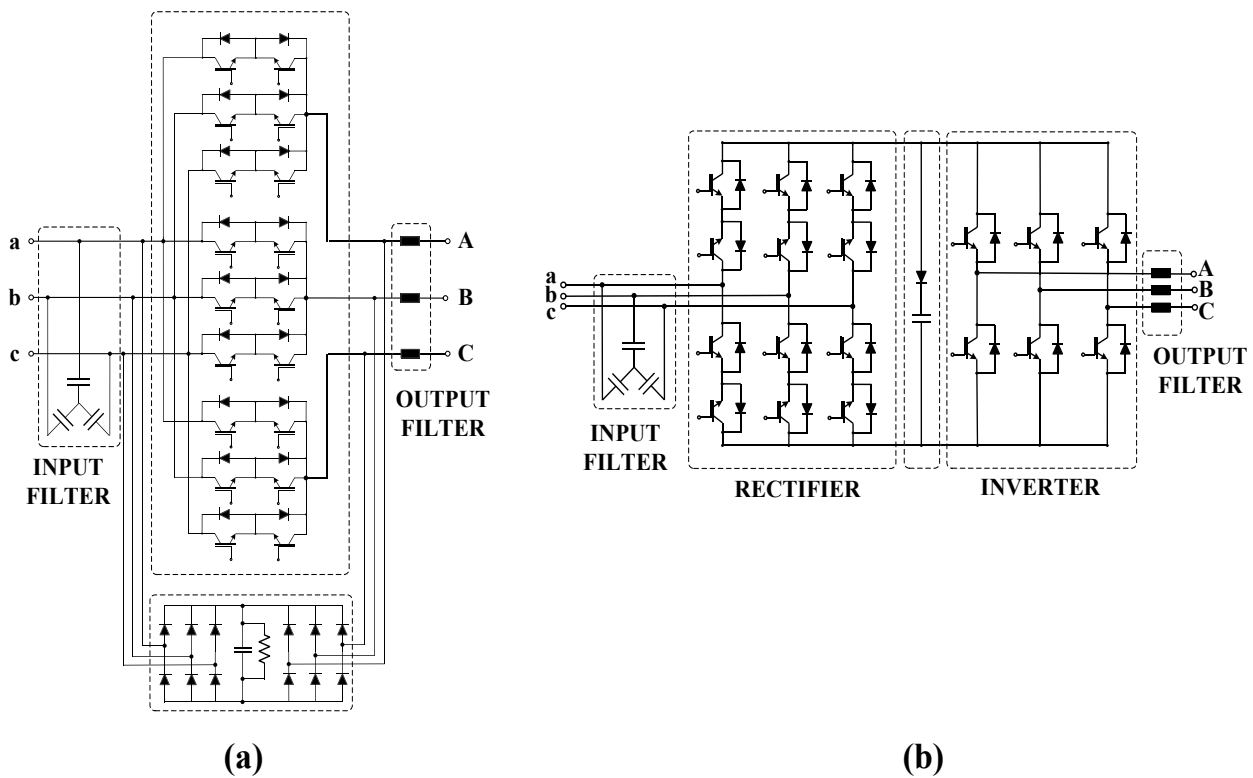 a
b
c
A
B
C
INPUT
FILTER
OUTPUT
FILTER
(a)
a
b
c
INPUT
FILTER
RECTIFIER
INVERTER
A
B
C
OUTPUT
FILTER
(b)